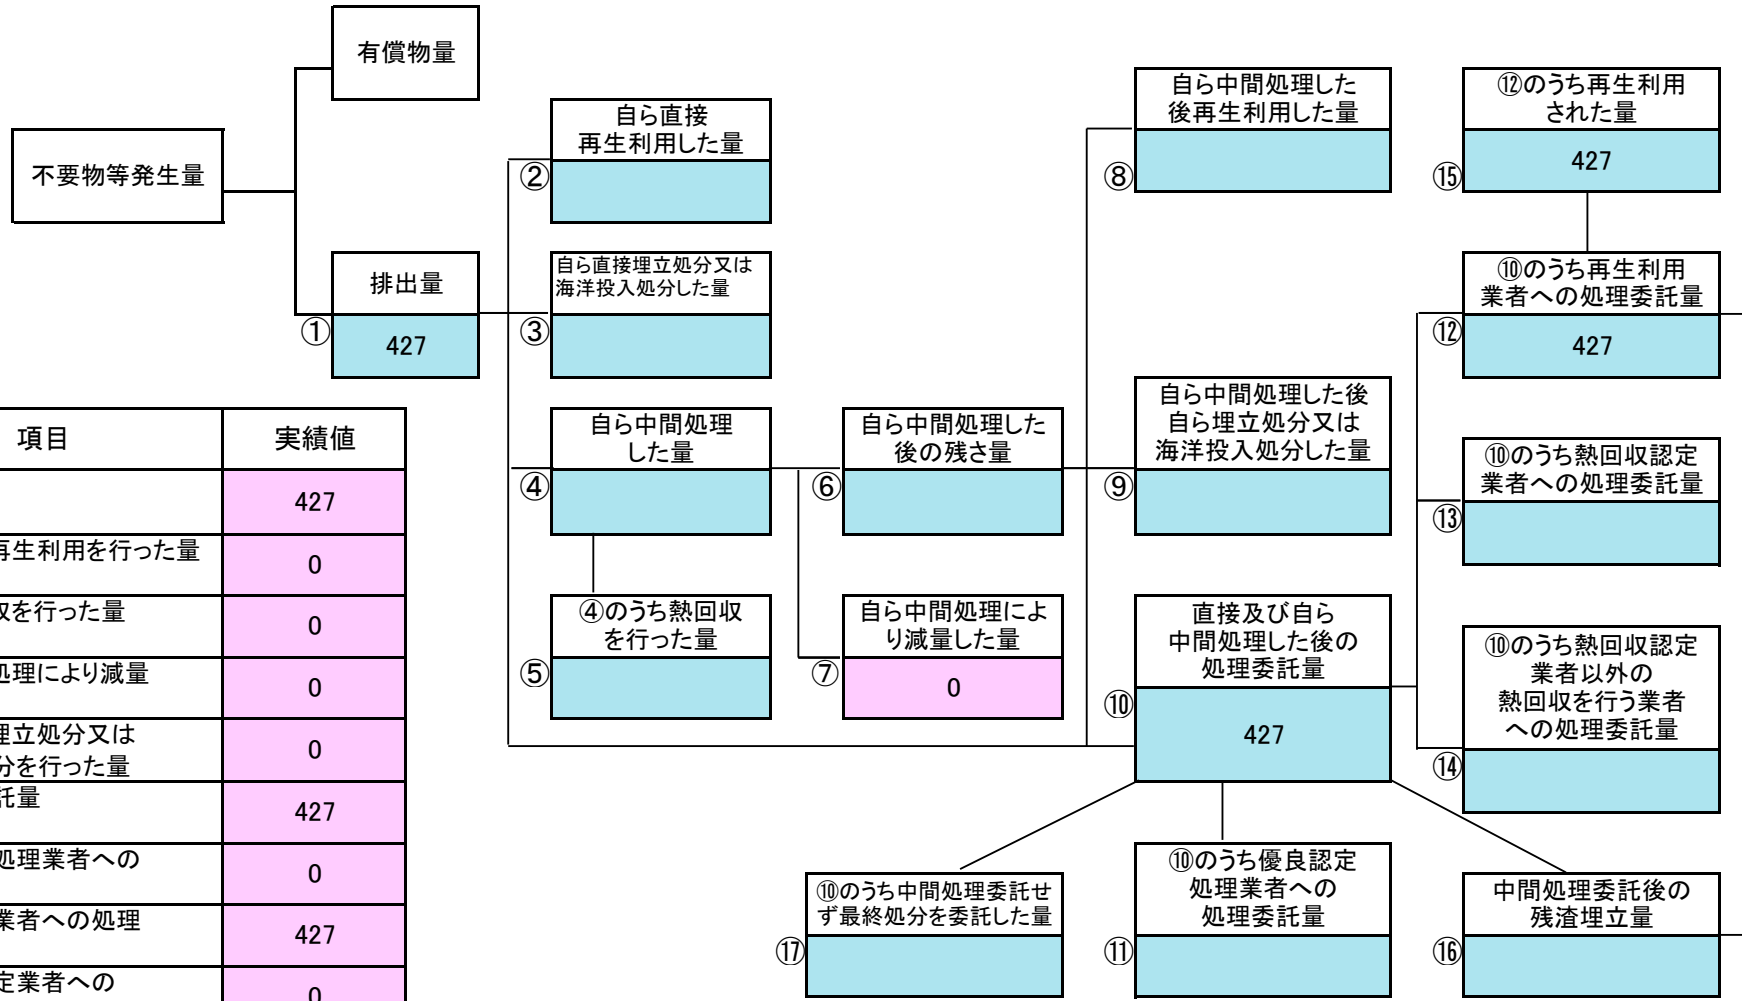 有償物量
不要物等発生量
排出量
①
427
自ら直接
再生利用した量
②
自ら直接埋立処分又は
海洋投入処分した量
③
自ら中間処理
した量
④
④のうち熱回収
を行った量
⑤
自ら中間処理した
後の残さ量
⑥
自ら中間処理によ
り減量した量
⑦
0
自ら中間処理した
後再生利用した量
⑧
自ら中間処理した後
自ら埋立処分又は
海洋投入処分した量
⑨
直接及び自ら
中間処理した後の
処理委託量
⑩
427
⑩のうち優良認定
処理業者への
処理委託量
⑪
⑫のうち再生利用
された量
⑮
427
⑩のうち再生利用
業者への処理委託量
⑫
427
⑩のうち熱回収認定
業者への処理委託量
⑬
⑩のうち熱回収認定
業者以外の
熱回収を行う業者
への処理委託量
⑭
中間処理委託後の
残渣埋立量
⑯
⑩のうち中間処理委託せ
ず最終処分を委託した量
⑰
項目 実績値
427
再生利用を行った量
0
収を行った量
0
処理により減量
0
埋立処分又は
分を行った量
0
託量
427
処理業者への
0
業者への処理
427
定業者への
0